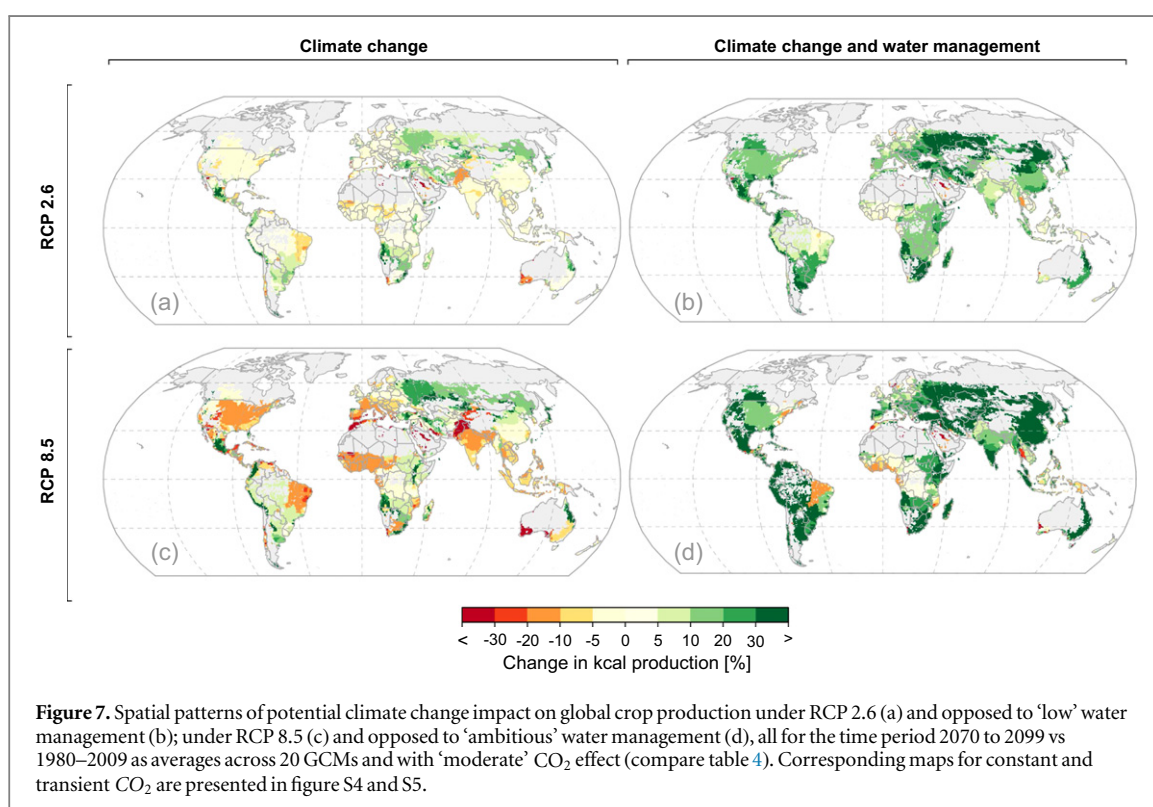 Climate change
Climate change and water management
RCP 2.6
(a)
(b)
RCP 8.5
(c)
(d)
< -30 -20 -10 -5 0 5 10 20 30 >
Change in kcal production [%]
Figure 7. Spatial patterns of potential climate change impact on global crop production under RCP 2.6 (a) and opposed to ‘low’ water
management (b); under RCP 8.5 (c) and opposed to ‘ambitious’ water management (d), all for the time period 2070 to 2099 vs
1980–2009 as averages across 20 GCMs and with ‘moderate’ CO2 effect (compare table 4). Corresponding maps for constant and
transient CO2 are presented in figure S4 and S5.